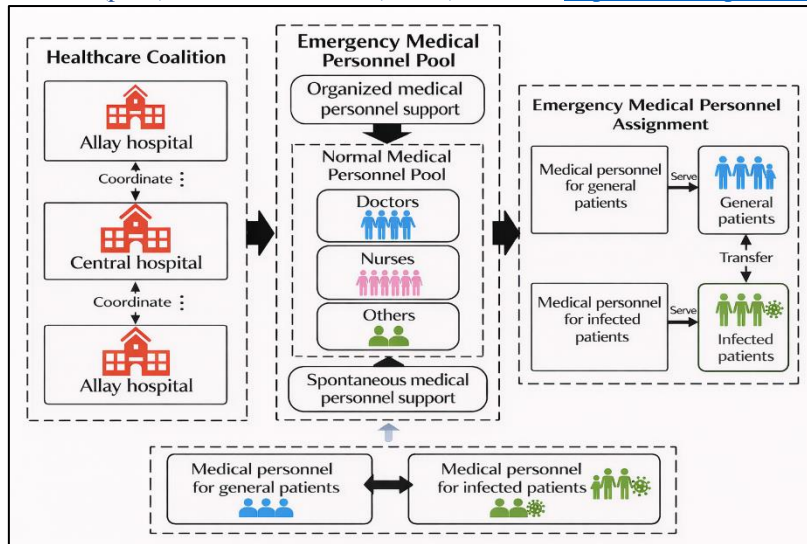 Healthcare Coalition
Allay hospital
Coordinate
Central hospital
Coordinate
Allay hospital
Emergency Medical
Personnel Pool
Organized medical
personnel support
Normal Medical
Personnel Pool
Doctors
Nurses
Others
Spontaneous medical
personnel support
Emergency Medical Personnel
Assignment
Medical personnel
for general
patients
Serve
General
patients
Transfer
Medical personnel
for infected
patients
Serve
Infected
patients
Medical personnel
for general patients
Medical personnel
for infected patients